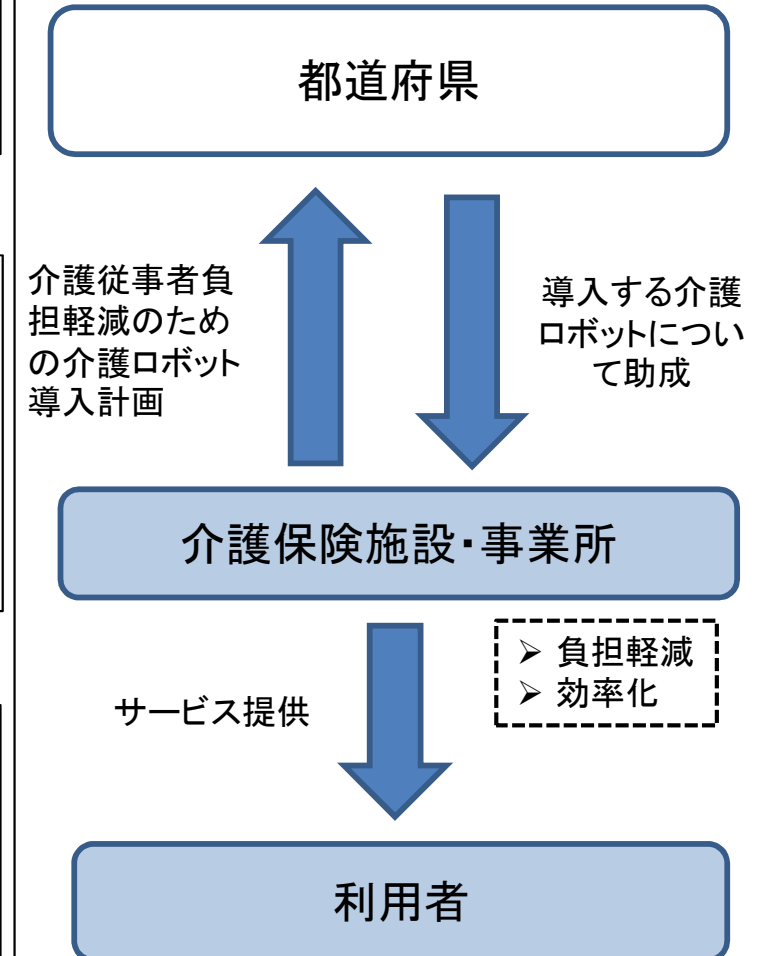 都道府県
介護従事者負
担軽減のため
の介護ロボット
導入計画
導入する介護
ロボットについ
て助成
介護保険施設・事業所
➢ 負担軽減
➢ 効率化
サービス提供
利用者